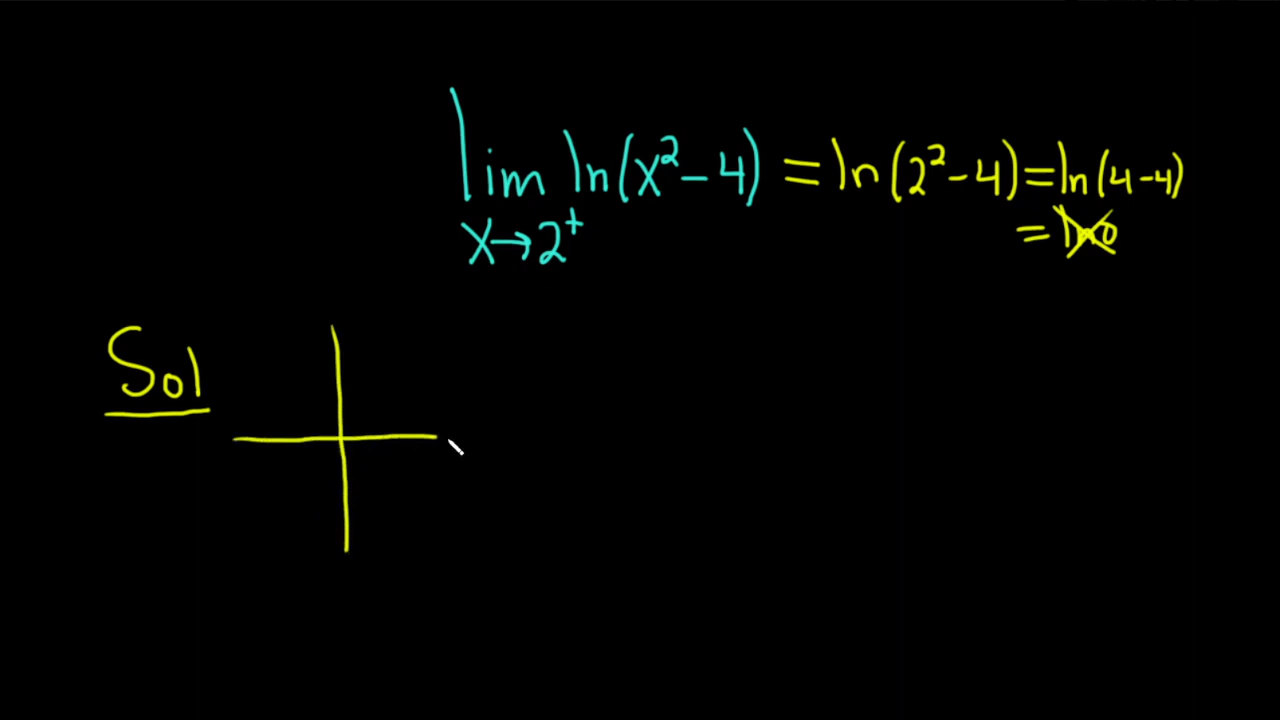 lim ln(x²-4) = ln(2²-4) = ln(4-4)
x→2⁺ = ln0
Sol